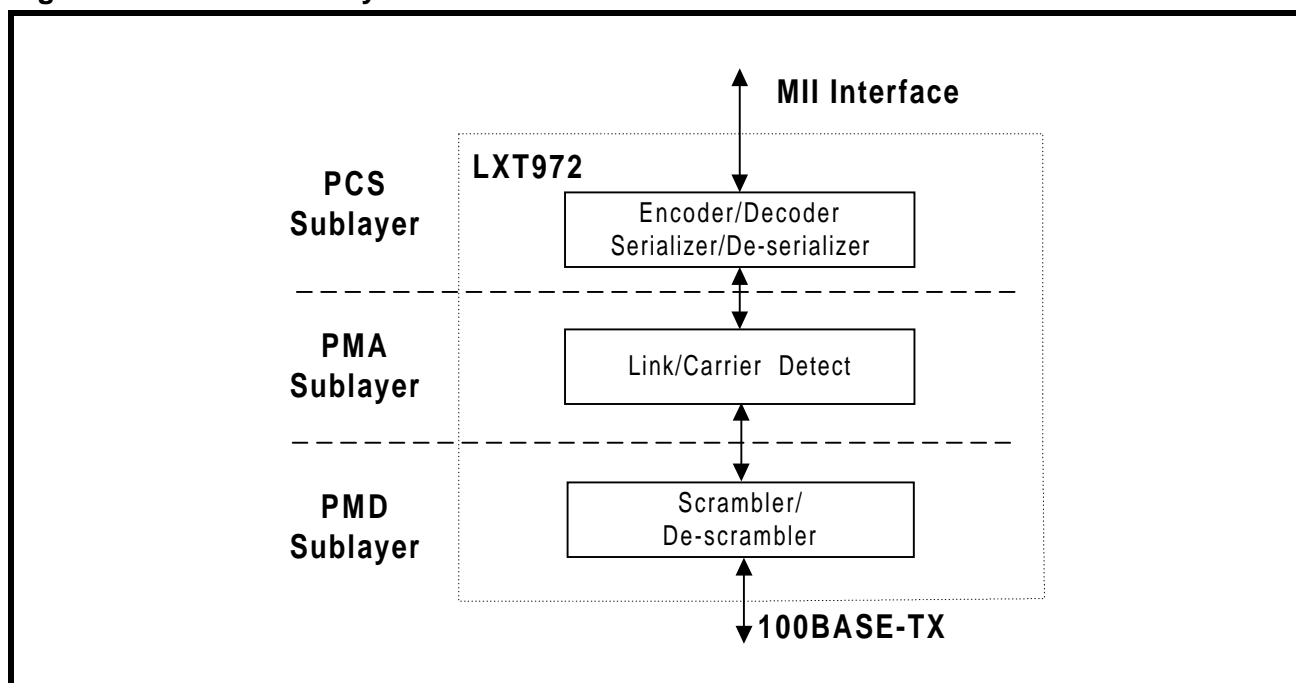 MII Interface
LXT972
PCS
Sublayer
Encoder/Decoder
Serializer/De-serializer
PMA
Sublayer
Link/Carrier Detect
PMD
Sublayer
Scrambler/
De-scrambler
100BASE-TX